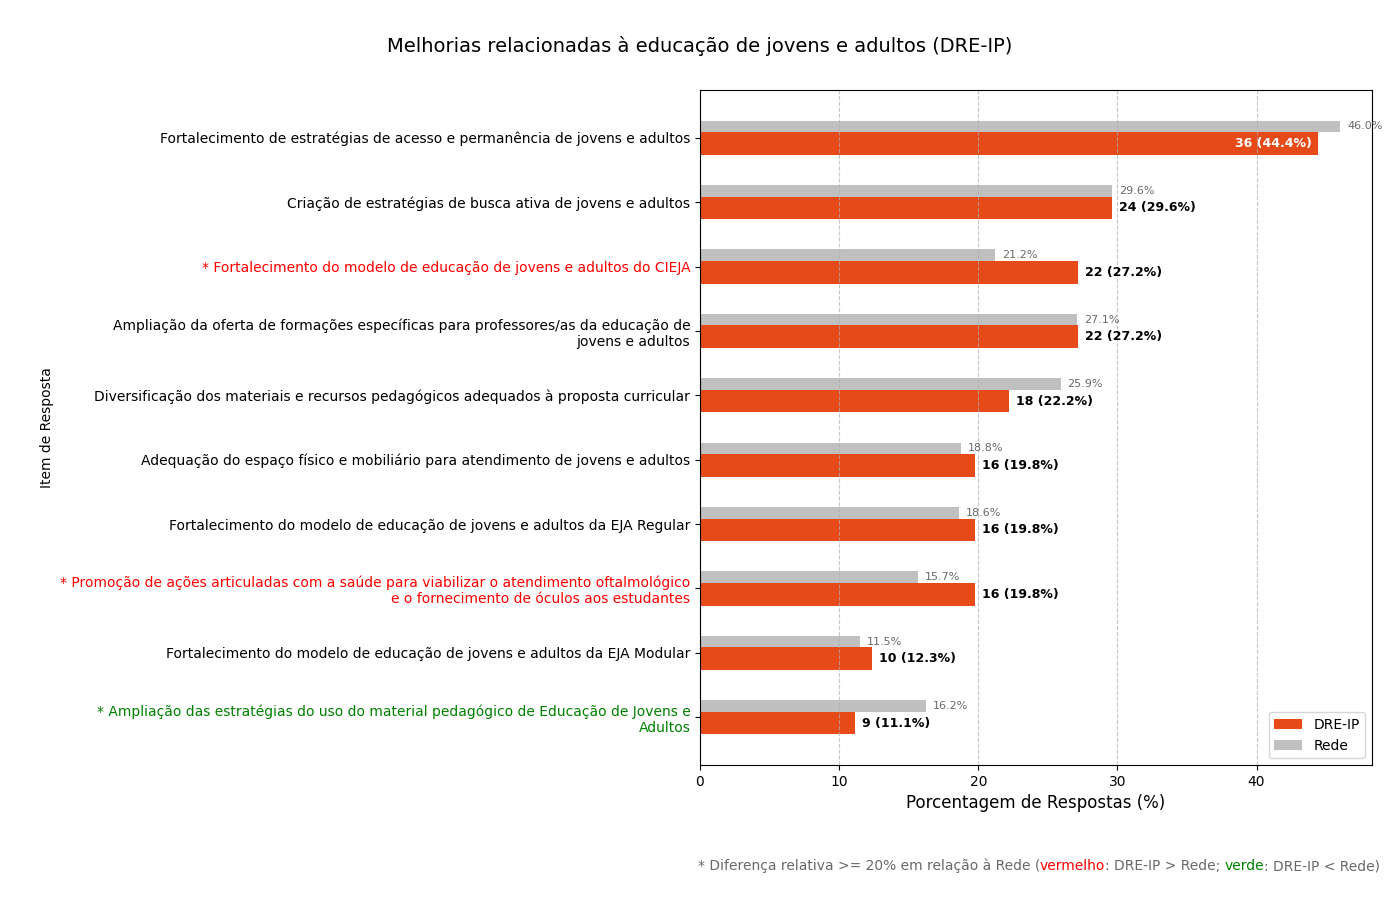 Melhorias relacionadas à educação de jovens e adultos (DRE-IP)
Item de Resposta
Fortalecimento de estratégias de acesso e permanência de jovens e adultos
46.0%
36 (44.4%)
Criação de estratégias de busca ativa de jovens e adultos
29.6%
24 (29.6%)
* Fortalecimento do modelo de educação de jovens e adultos do CIEJA
21.2%
22 (27.2%)
Ampliação da oferta de formações específicas para professores/as da educação de
jovens e adultos
27.1%
22 (27.2%)
Diversificação dos materiais e recursos pedagógicos adequados à proposta curricular
25.9%
18 (22.2%)
Adequação do espaço físico e mobiliário para atendimento de jovens e adultos
18.8%
16 (19.8%)
Fortalecimento do modelo de educação de jovens e adultos da EJA Regular
18.6%
16 (19.8%)
* Promoção de ações articuladas com a saúde para viabilizar o atendimento oftalmológico
e o fornecimento de óculos aos estudantes
15.7%
16 (19.8%)
Fortalecimento do modelo de educação de jovens e adultos da EJA Modular
11.5%
10 (12.3%)
* Ampliação das estratégias do uso do material pedagógico de Educação de Jovens e
Adultos
16.2%
9 (11.1%)
DRE-IP
Rede
0 10 20 30 40
Porcentagem de Respostas (%)
* Diferença relativa >= 20% em relação à Rede (vermelho: DRE-IP > Rede; verde: DRE-IP < Rede)